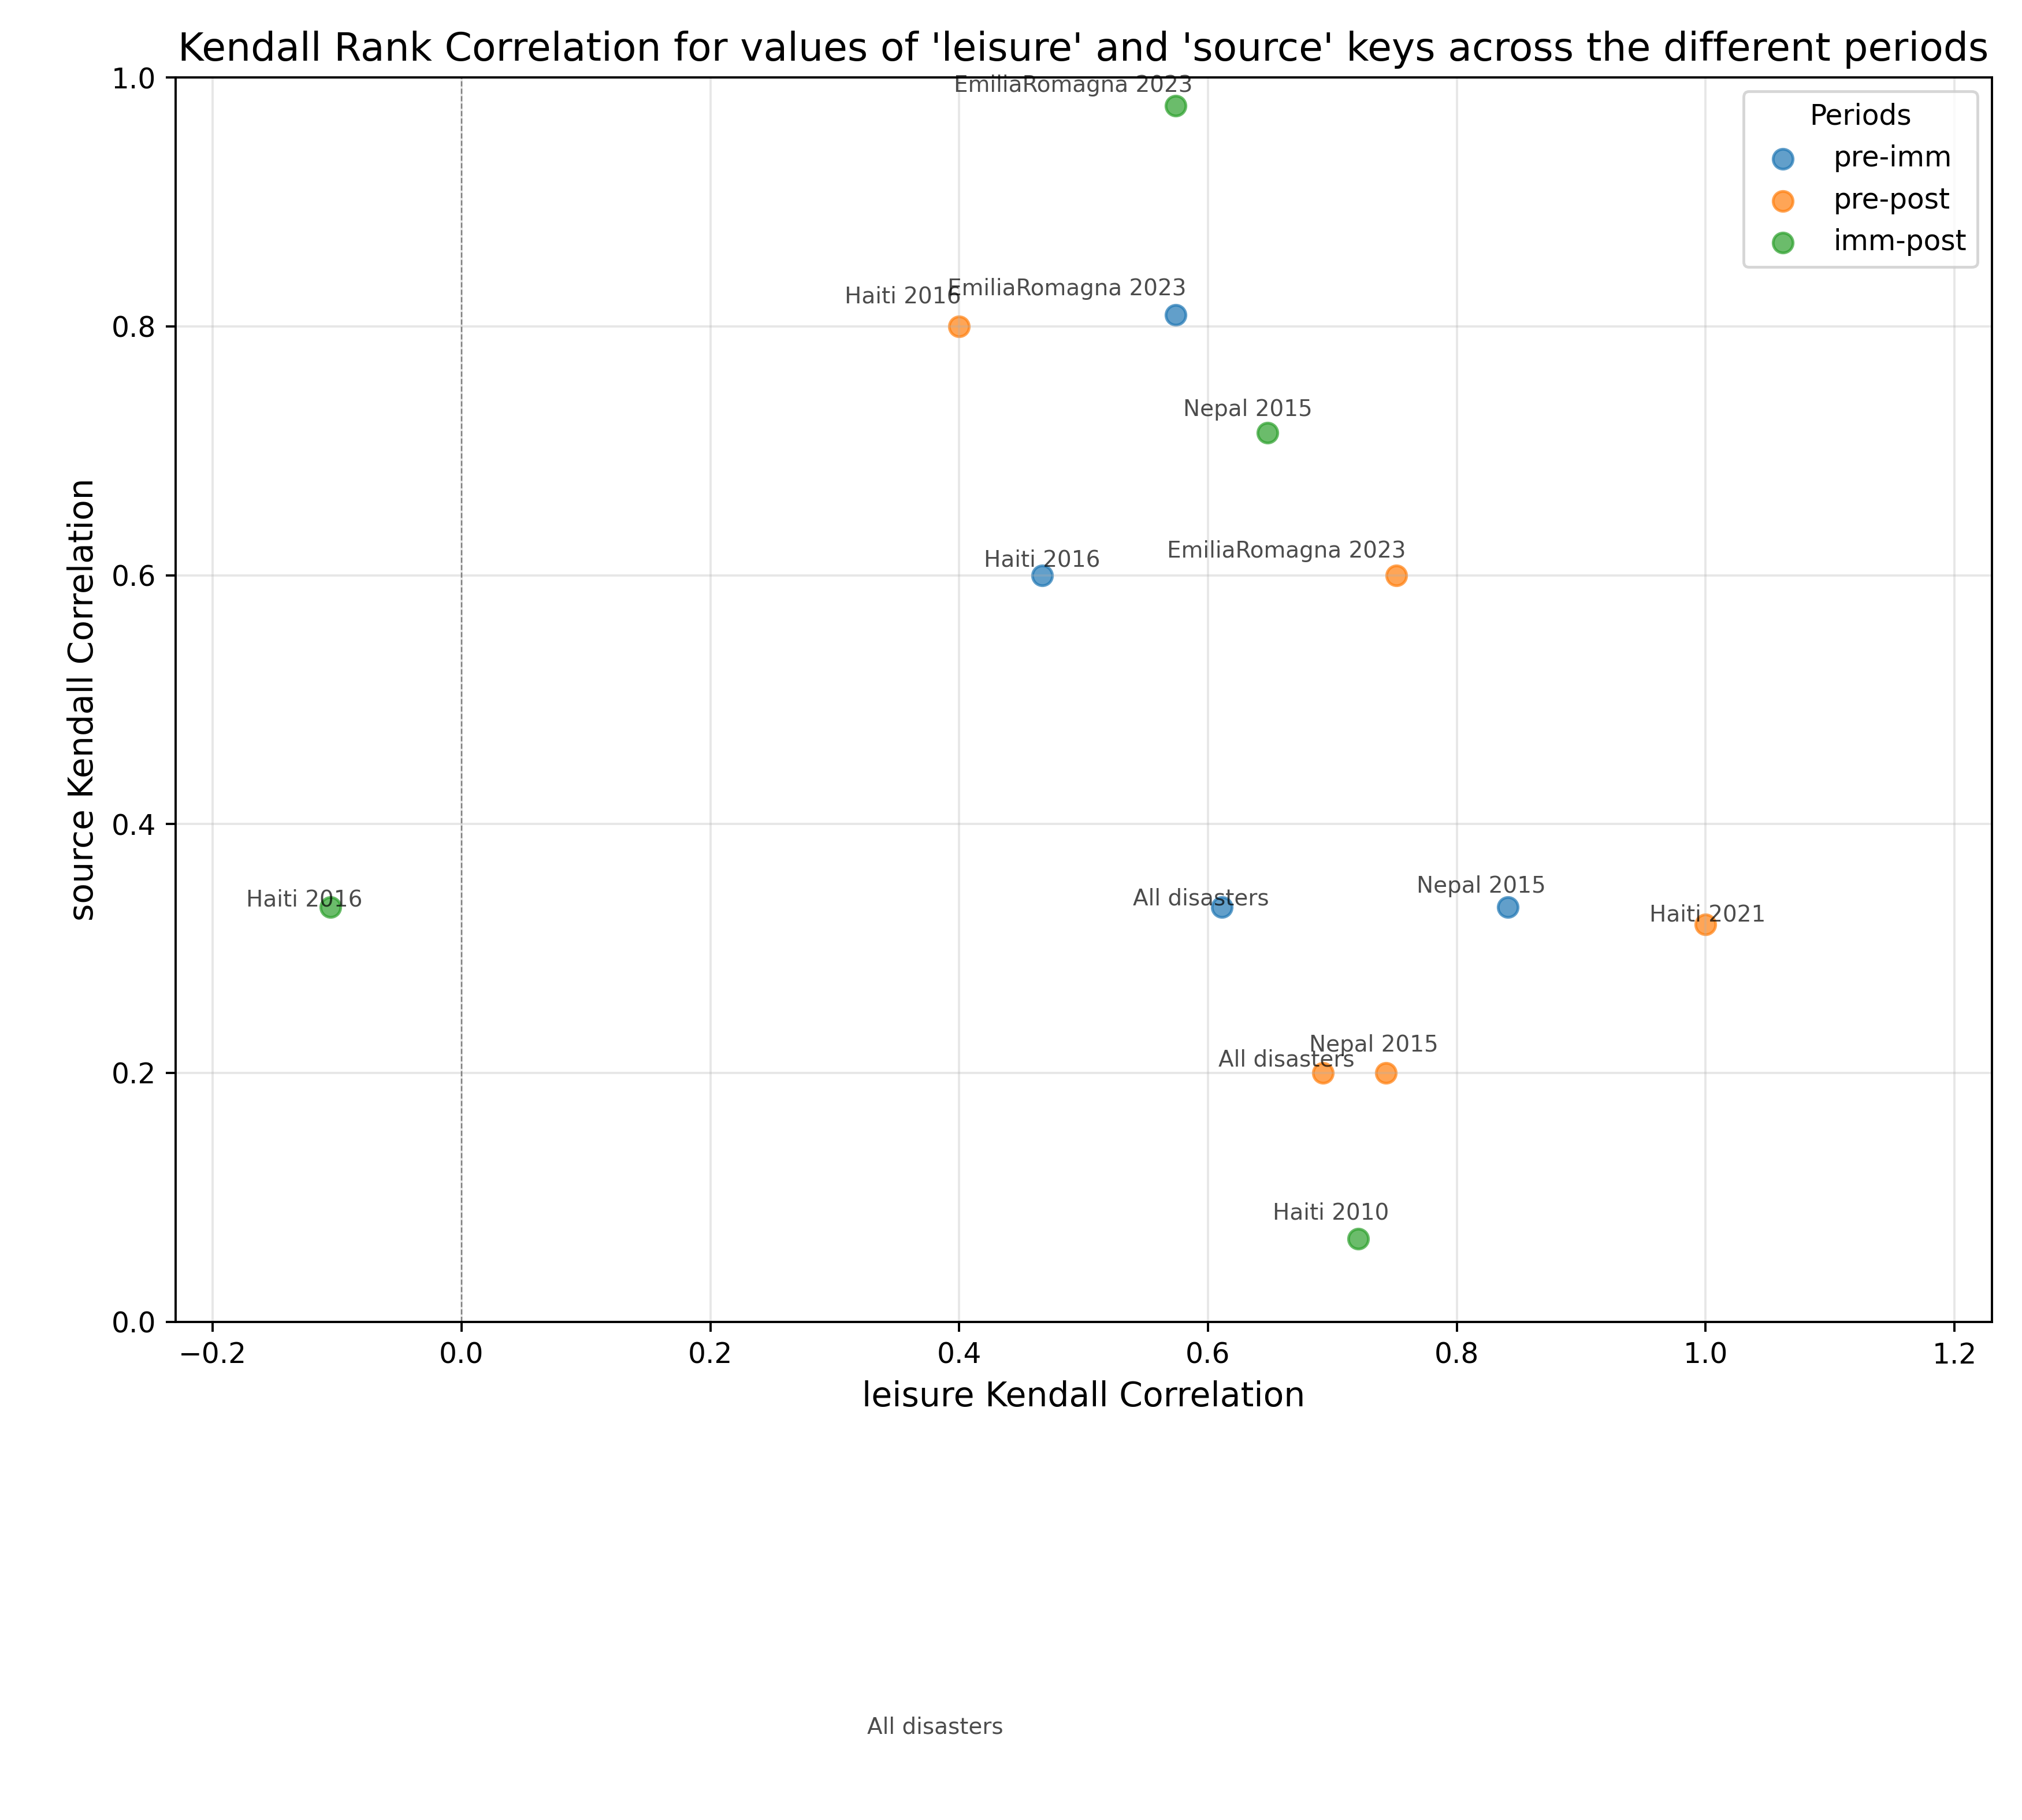 Kendall Rank Correlation for values of 'leisure' and 'source' keys across the different periods
1.0
EmiliaRomagna 2023
Periods
pre-imm
pre-post
imm-post
Haiti 2016
EmiliaRomagna 2023
0.8
Nepal 2015
EmiliaRomagna 2023
Haiti 2016
0.6
source Kendall Correlation
0.4
Nepal 2015
All disasters
Haiti 2016
Haiti 2021
Nepal 2015
All disasters
0.2
Haiti 2010
0.0
−0.2
0.0
0.2
0.4
0.6
0.8
1.0
1.2
leisure Kendall Correlation
All disasters